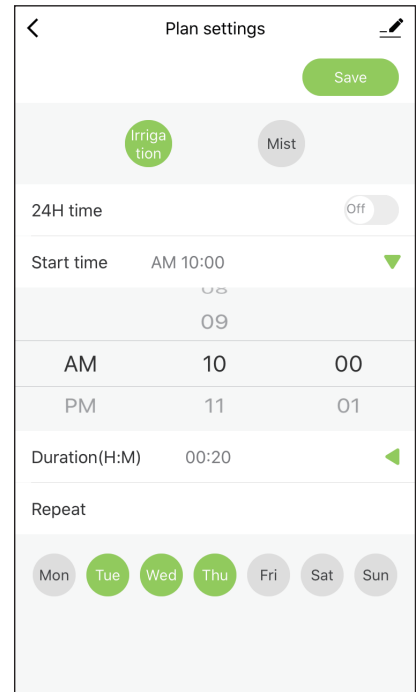 Plan settings
Save
Irriga
tion
Mist
24H time
Off
Start time AM 10:00
08
09
AM 10 00
PM 11 01
Duration(H:M) 00:20
Repeat
Mon Tue Wed Thu Fri Sat Sun